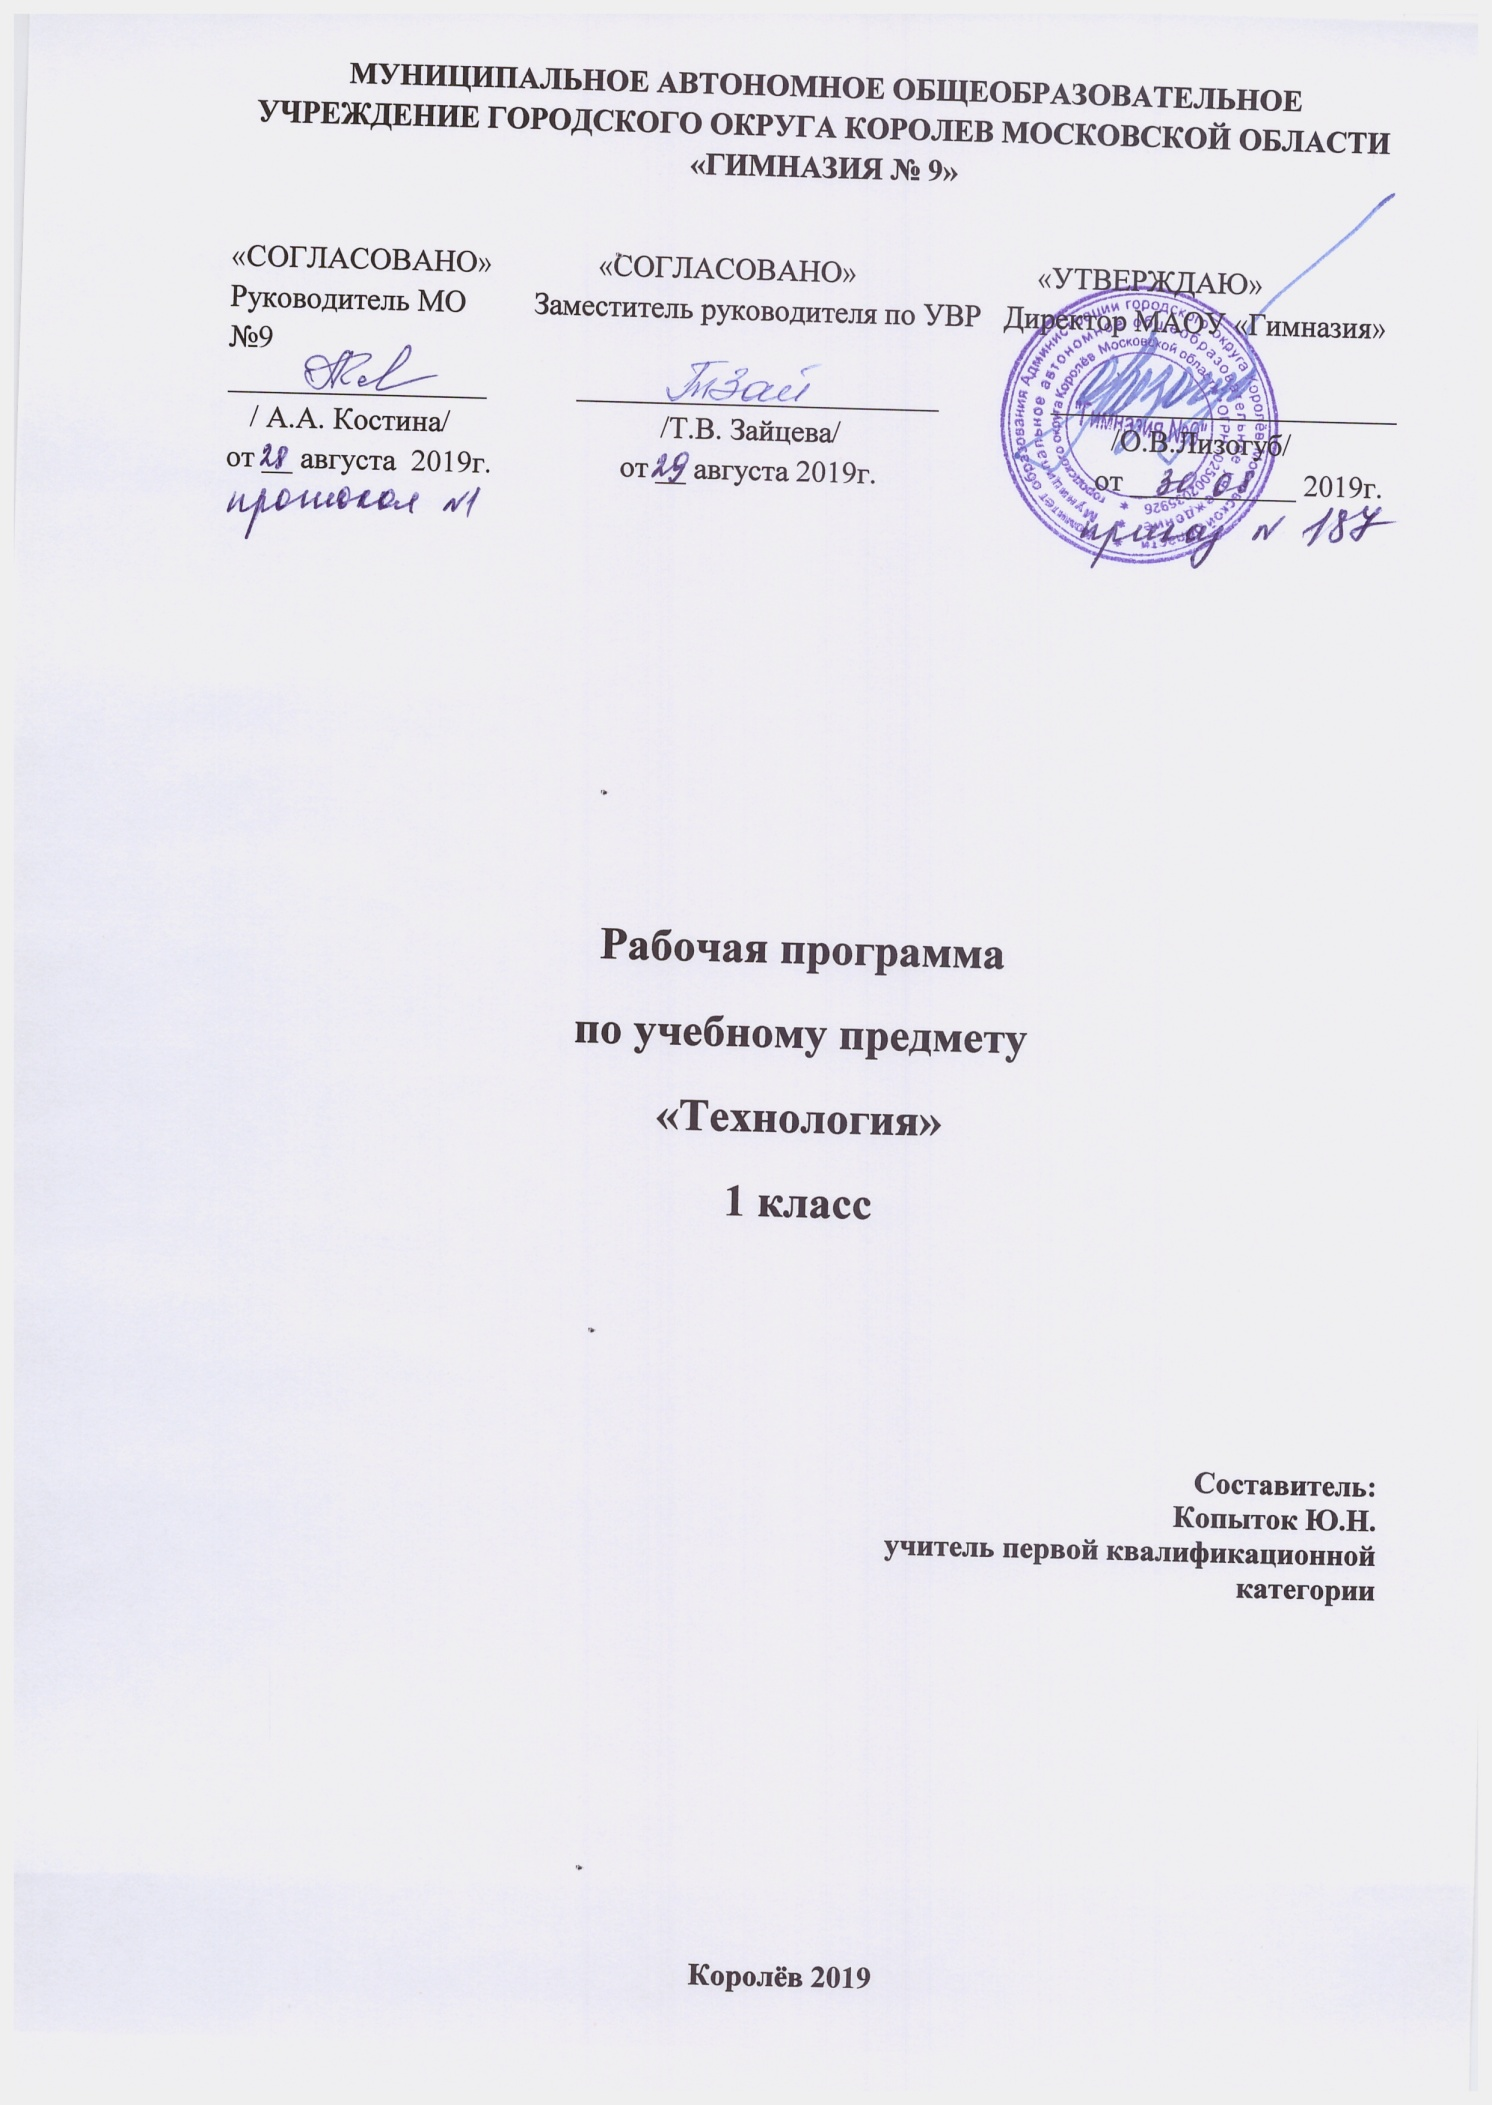 МУНИЦИПАЛЬНОЕ АВТОНОМНОЕ ОБЩЕОБРАЗОВАТЕЛЬНОЕ
УЧРЕЖДЕНИЕ ГОРОДСКОГО ОКРУГА КОРОЛЕВ МОСКОВСКОЙ ОБЛАСТИ
«ГИМНАЗИЯ № 9»
«СОГЛАСОВАНО»
Руководитель МО
№9
/ А.А. Костина/
от 28 августа 2019г.
протокол №1
«СОГЛАСОВАНО»
Заместитель руководителя по УВР
/Т.В. Зайцева/
от 29 августа 2019г.
«УТВЕРЖДАЮ»
Директор МАОУ «Гимназия»
/О.В.Лизогуб/
от 30 08 2019г.
приказ № 187
"Гимназия №9"
Рабочая программа
по учебному предмету
«Технология»
1 класс
Составитель:
Копыток Ю.Н.
учитель первой квалификационной
категории
Королёв 2019